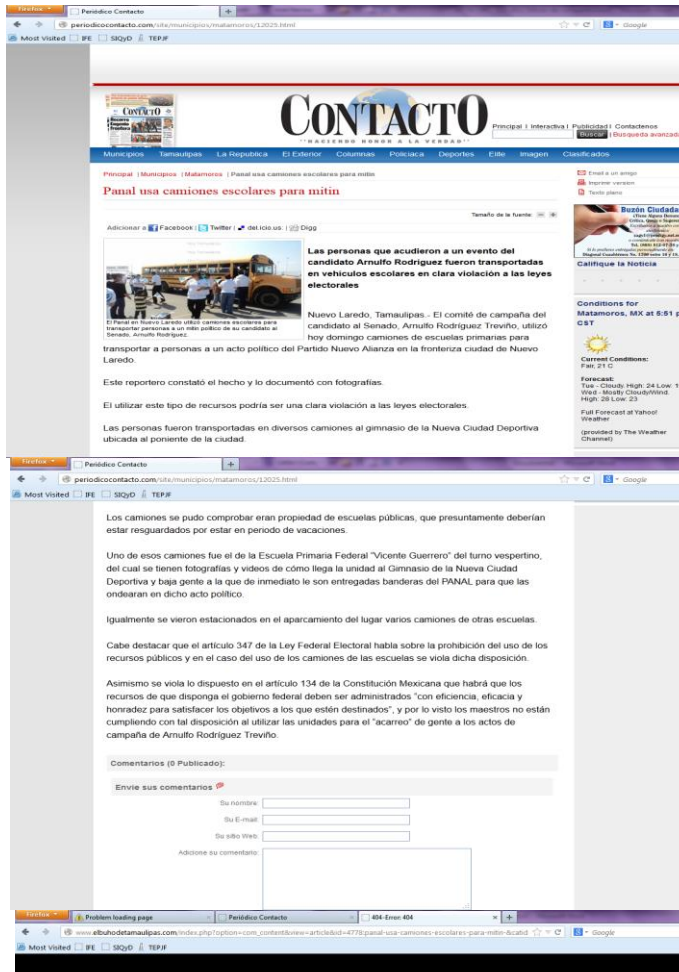 Firefox
Periódico Contacto
periodicocontacto.com/site/municipios/matamoros/12025.html
Google
Most Visited IFE SIQyD TEPJF
CONTACTO
CONTACTO
"HACIENDO HONOR A LA VERDAD"
Principal | Interactiva | Publicidad | Contactenos
Buscar | Busqueda avanzada
Municipios Tamaulipas La Republica El Exterior Columnas Policiaca Deportes Elite Imagen Clasificados
Principal | Municipios | Matamoros | Panal usa camiones escolares para mitin
Panal usa camiones escolares para mitin
Email a un amigo
Imprimir version
Texto plano
Tamaño de la fuente:
Adicionar a: Facebook | Twitter | del.icio.us | Digg
El Panal en Nuevo Laredo utilizó camiones escolares para
transportar personas a un mitin político de su candidato al
Senado, Arnulfo Rodríguez.
Las personas que acudieron a un evento del
candidato Arnulfo Rodríguez fueron transportadas
en vehículos escolares en clara violación a las leyes
electorales
Nuevo Laredo, Tamaulipas.- El comité de campaña del
candidato al Senado, Arnulfo Rodríguez Treviño, utilizó
hoy domingo camiones de escuelas primarias para
transportar a personas a un acto político del Partido Nuevo Alianza en la fronteriza ciudad de Nuevo
Laredo.
Este reportero constató el hecho y lo documentó con fotografías.
El utilizar este tipo de recursos podría ser una clara violación a las leyes electorales.
Las personas fueron transportadas en diversos camiones al gimnasio de la Nueva Ciudad Deportiva
ubicada al poniente de la ciudad.
Buzón Ciudada
Califique la Noticia
Conditions for
Matamoros, MX at 5:51 p
CST
Current Conditions:
Fair, 21 C
Forecast:
Tue - Cloudy. High: 24 Low: 1
Wed - Mostly Cloudy/Wind.
High: 28 Low: 23
Full Forecast at Yahoo!
Weather
(provided by The Weather
Channel)
Firefox
Periódico Contacto
periodicocontacto.com/site/municipios/matamoros/12025.html
Google
Most Visited IFE SIQyD TEPJF
Los camiones se pudo comprobar eran propiedad de escuelas públicas, que presuntamente deberían
estar resguardados por estar en periodo de vacaciones.
Uno de esos camiones fue el de la Escuela Primaria Federal "Vicente Guerrero" del turno vespertino,
del cual se tienen fotografías y videos de cómo llega la unidad al Gimnasio de la Nueva Ciudad
Deportiva y baja gente a la que de inmediato le son entregadas banderas del PANAL para que las
ondearan en dicho acto político.
Igualmente se vieron estacionados en el aparcamiento del lugar varios camiones de otras escuelas.
Cabe destacar que el artículo 347 de la Ley Federal Electoral habla sobre la prohibición del uso de los
recursos públicos y en el caso del uso de los camiones de las escuelas se viola dicha disposición.
Asimismo se viola lo dispuesto en el artículo 134 de la Constitución Mexicana que habrá que los
recursos de que disponga el gobierno federal deben ser administrados "con eficiencia, eficacia y
honradez para satisfacer los objetivos a los que estén destinados", y por lo visto los maestros no están
cumpliendo con tal disposición al utilizar las unidades para el "acarreo" de gente a los actos de
campaña de Arnulfo Rodríguez Treviño.
Comentarios (0 Publicado):
Envie sus comentarios
Su nombre:
Su E-mail:
Su sitio Web:
Adicione su comentario:
Firefox
Problem loading page
Periódico Contacto
404-Error: 404
www.elbuhodetamaulipas.com/index.php?option=com_content&view=article&id=4778:panal-usa-camiones-escolares-para-mitin-&catid
Google
Most Visited IFE SIQyD TEPJF